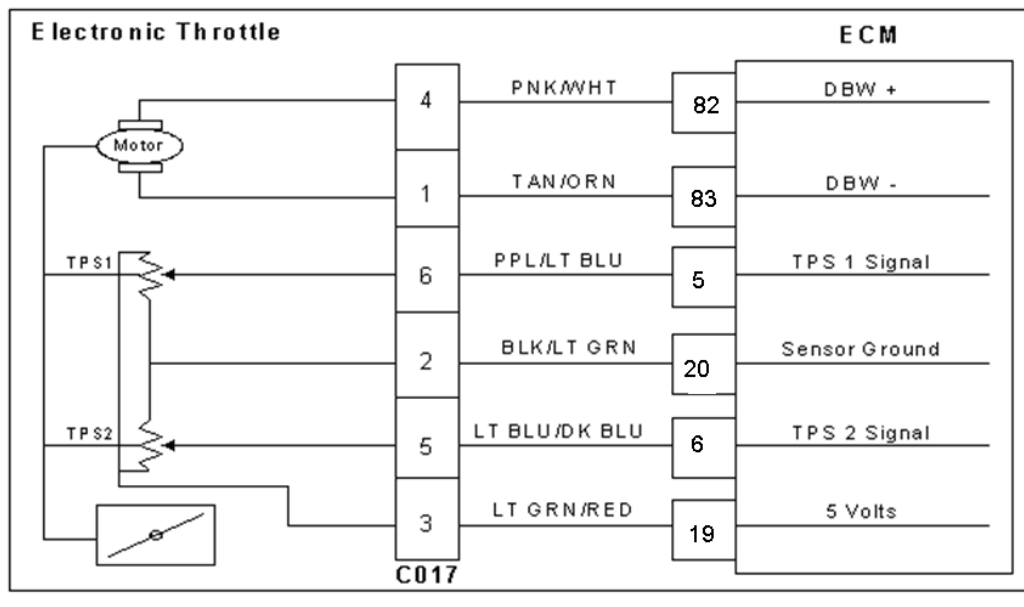 Electronic Throttle
ECM
4
PNK/WHT
82
DBW +
Motor
1
TAN/ORN
83
DBW -
TPS1
6
PPL/LT BLU
5
TPS 1 Signal
2
BLK/LT GRN
20
Sensor Ground
TPS2
5
LT BLU/DK BLU
6
TPS 2 Signal
3
LT GRN/RED
19
5 Volts
C017